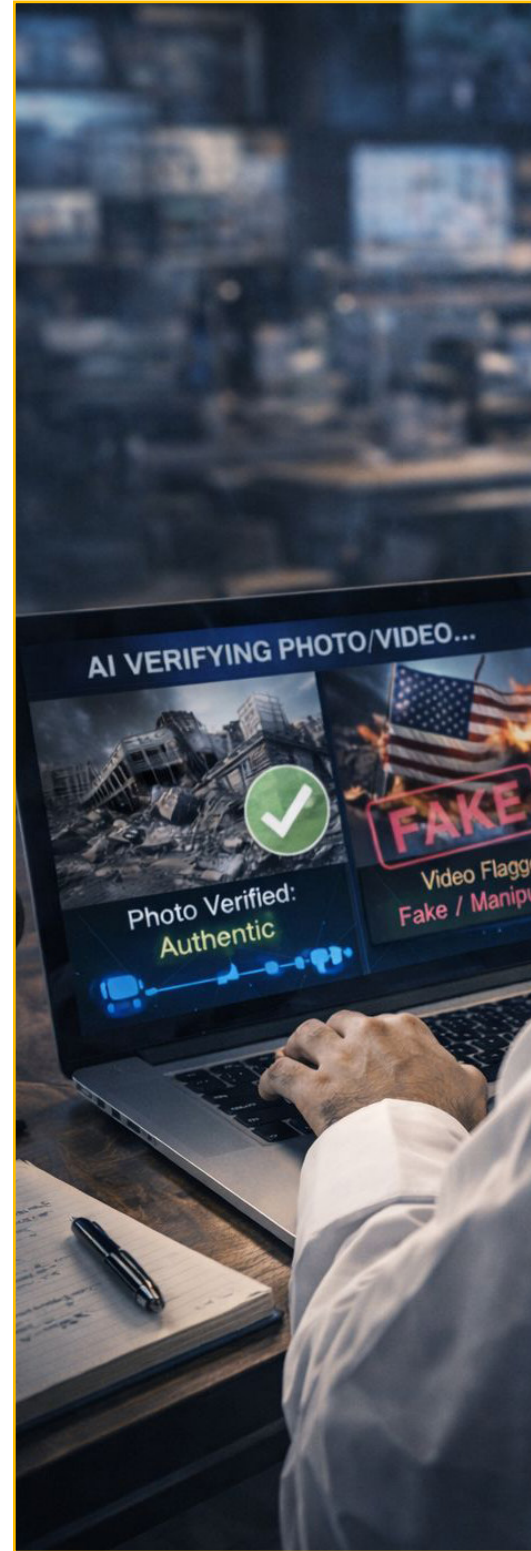 AI VERIFYING PHOTO/VIDEO...
Photo Verified:
Authentic
FAKE
Video Flagg
Fake / Manipu